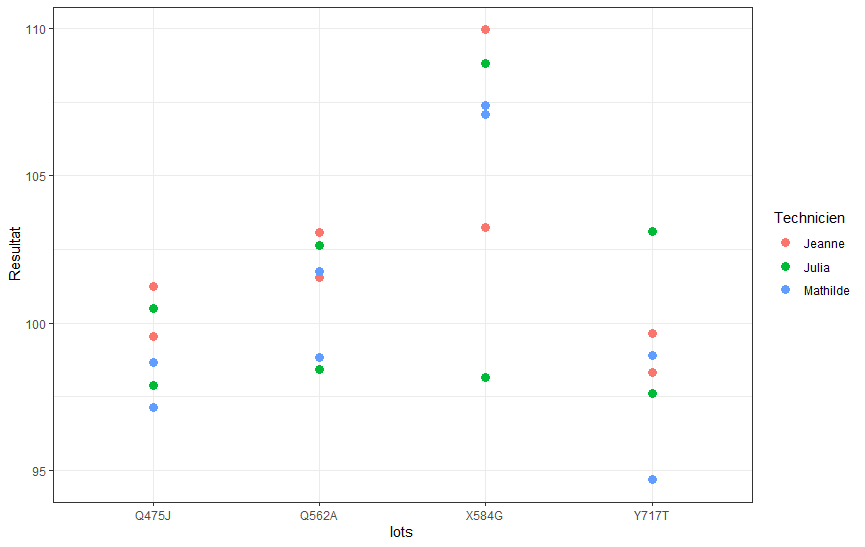 110
105
100
95
Resultat
Q475J
Q562A
X584G
Y717T
lots
Technicien
Jeanne
Julia
Mathilde